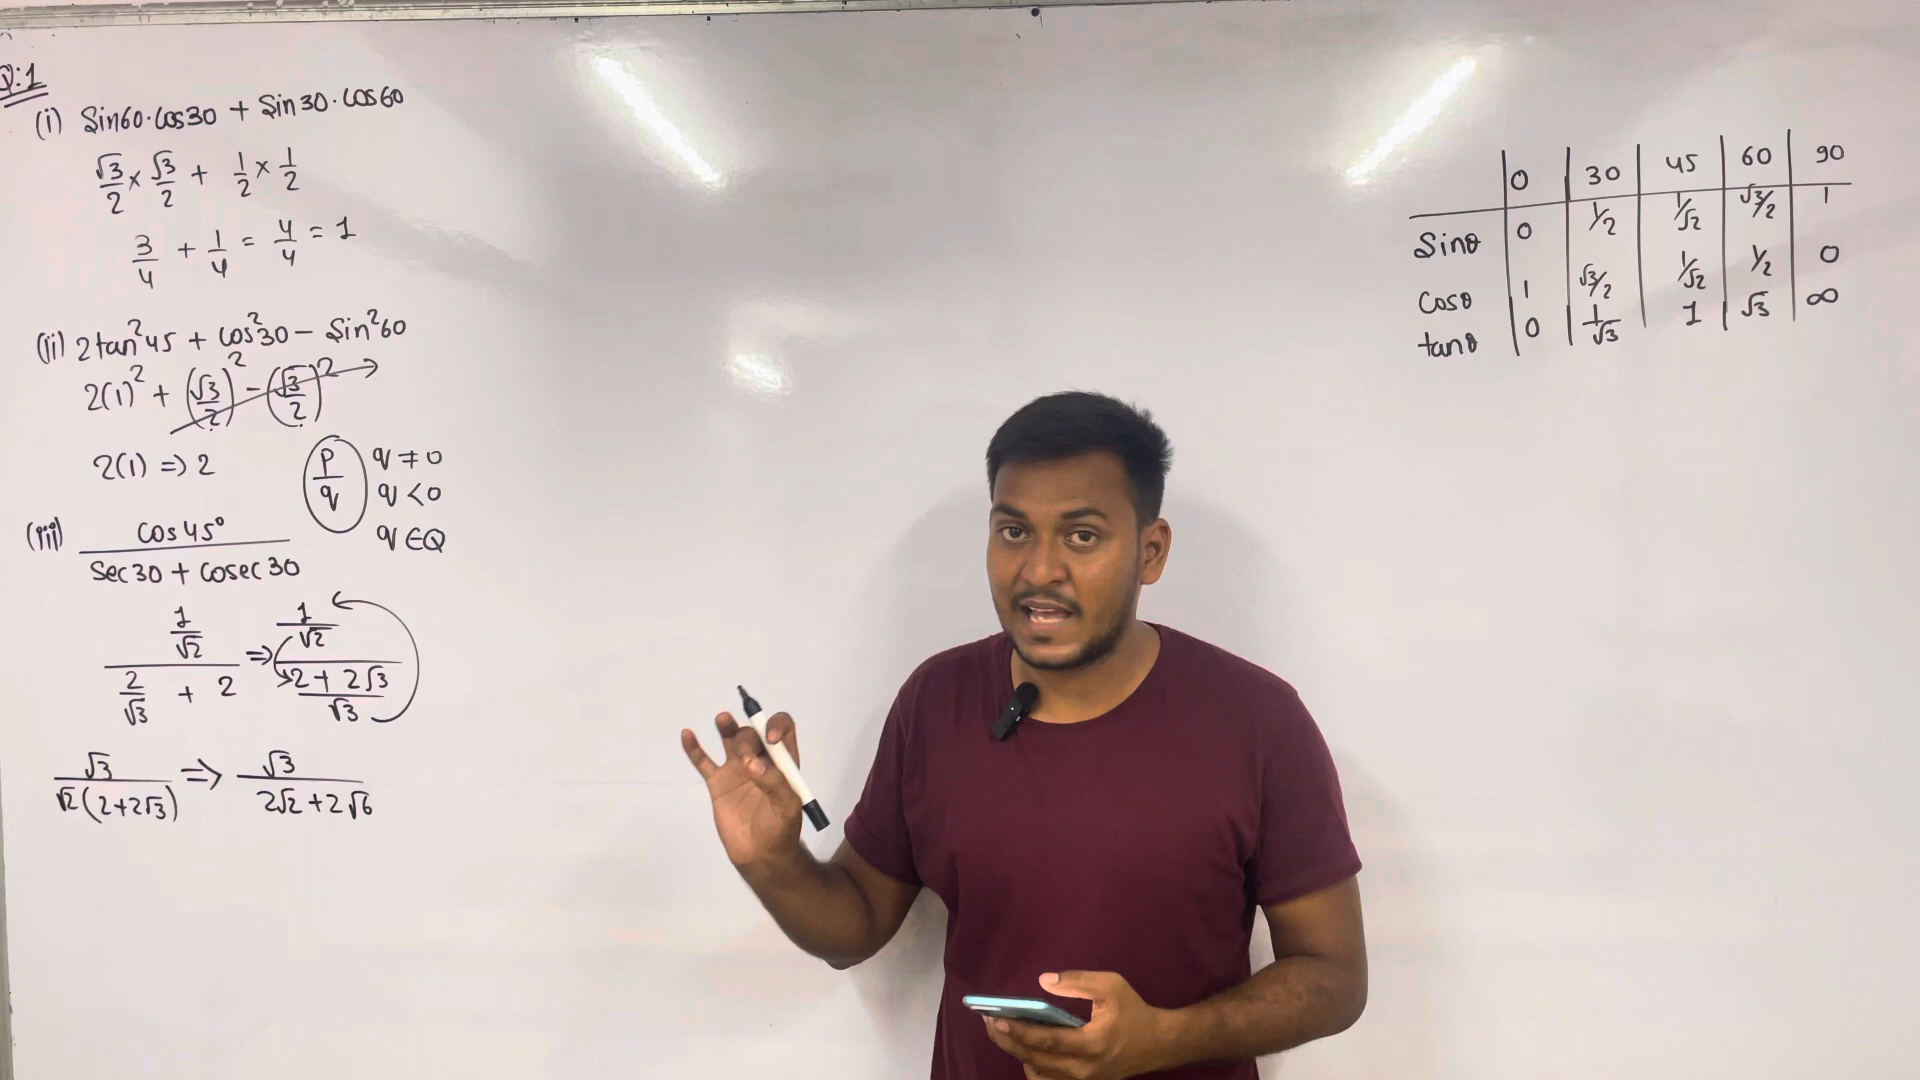 Q:1
(i) Sin60·Cos30 + Sin30·Cos60
√3/2 × √3/2 + 1/2 × 1/2
3/4 + 1/4 = 4/4 = 1
(ii) 2tan²45 + cos²30 − Sin²60
2(1)² + (√3/2)² − (√3/2)²
2(1) => 2
p/q
q ≠ 0
q < 0
q ∈ Q
(iii) Cos45° / Sec30 + Cosec30
1/√2 / 2/√3 + 2 => 1/√2 / 2+2√3/√3
√3 / √2(2+2√3) => √3 / 2√2+2√6
0 30 45 60 90
Sinθ 0 1/2 1/√2 √3/2 1
Cosθ 1 √3/2 1/√2 1/2 0
tanθ 0 1/√3 1 √3 ∞